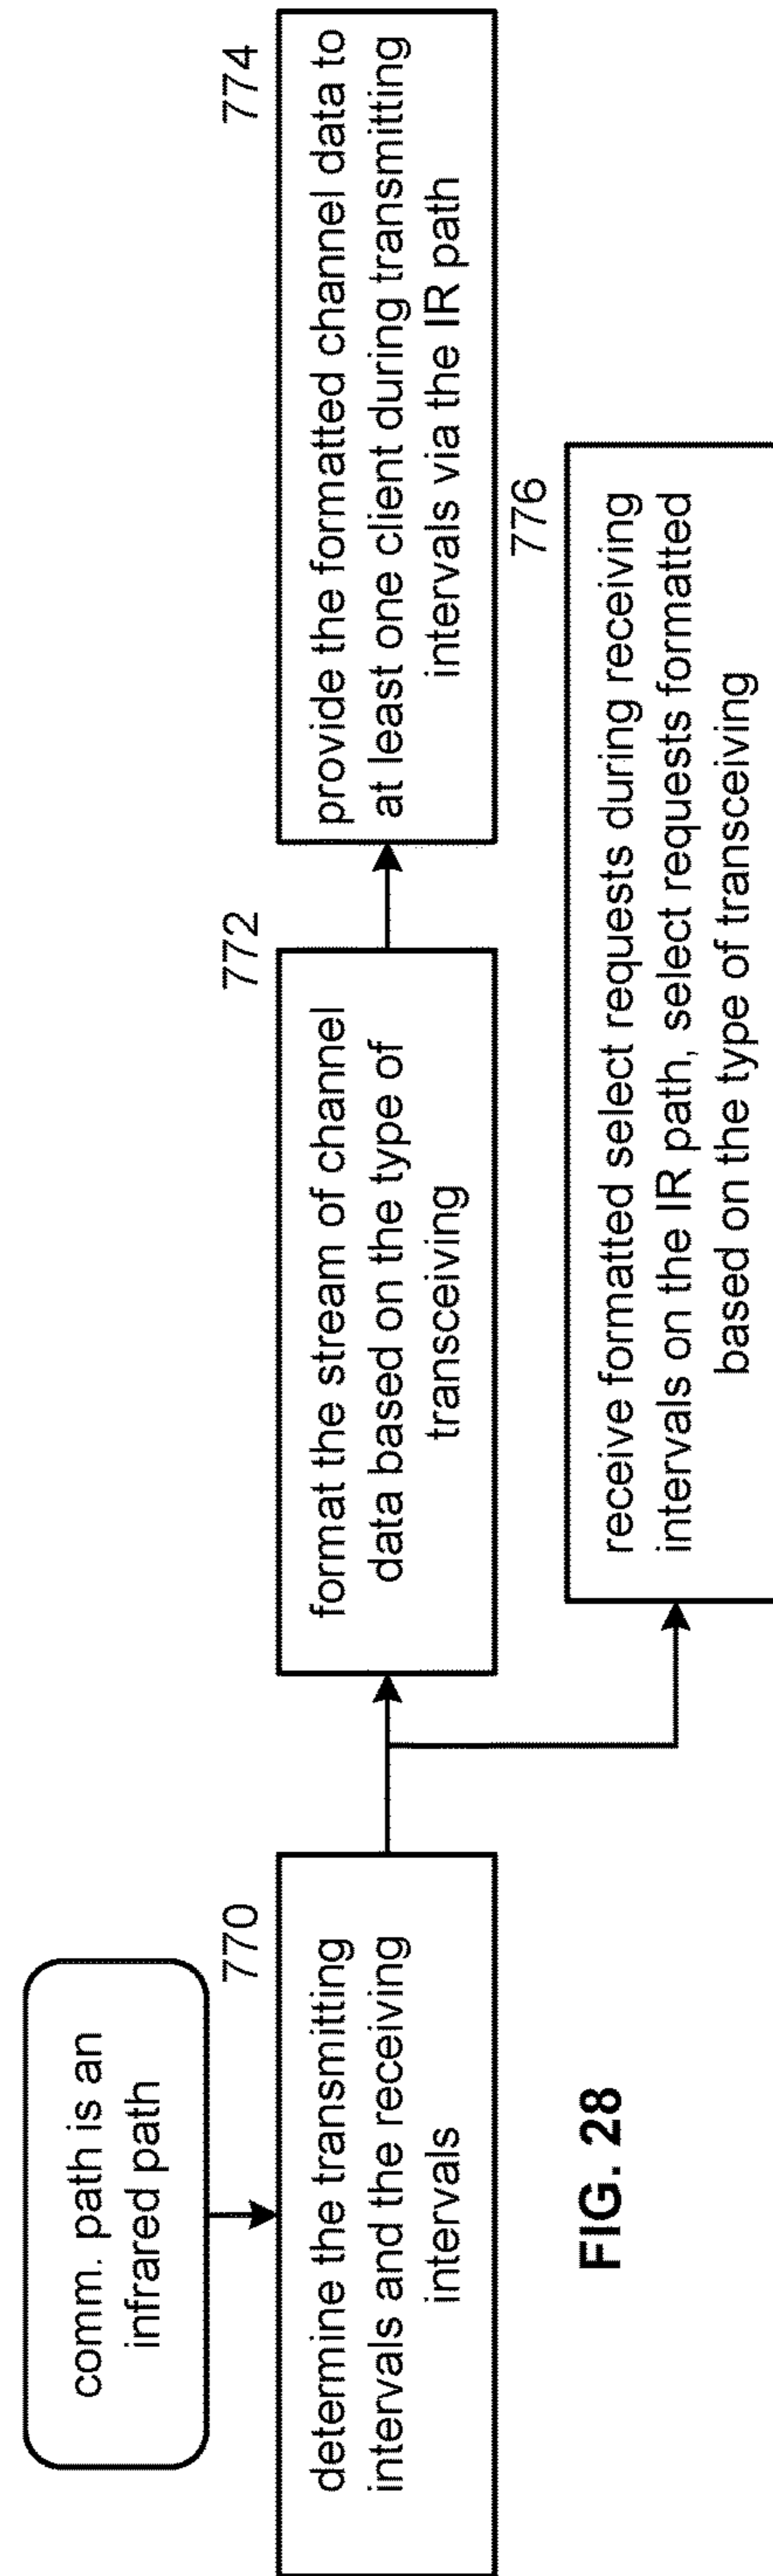 comm. path is an
infrared path
770
determine the transmitting
intervals and the receiving
intervals
772
format the stream of channel
data based on the type of
transceiving
774
provide the formatted channel data to
at least one client during transmitting
intervals via the IR path
776
receive formatted select requests during receiving
intervals on the IR path, select requests formatted
based on the type of transceiving
FIG. 28